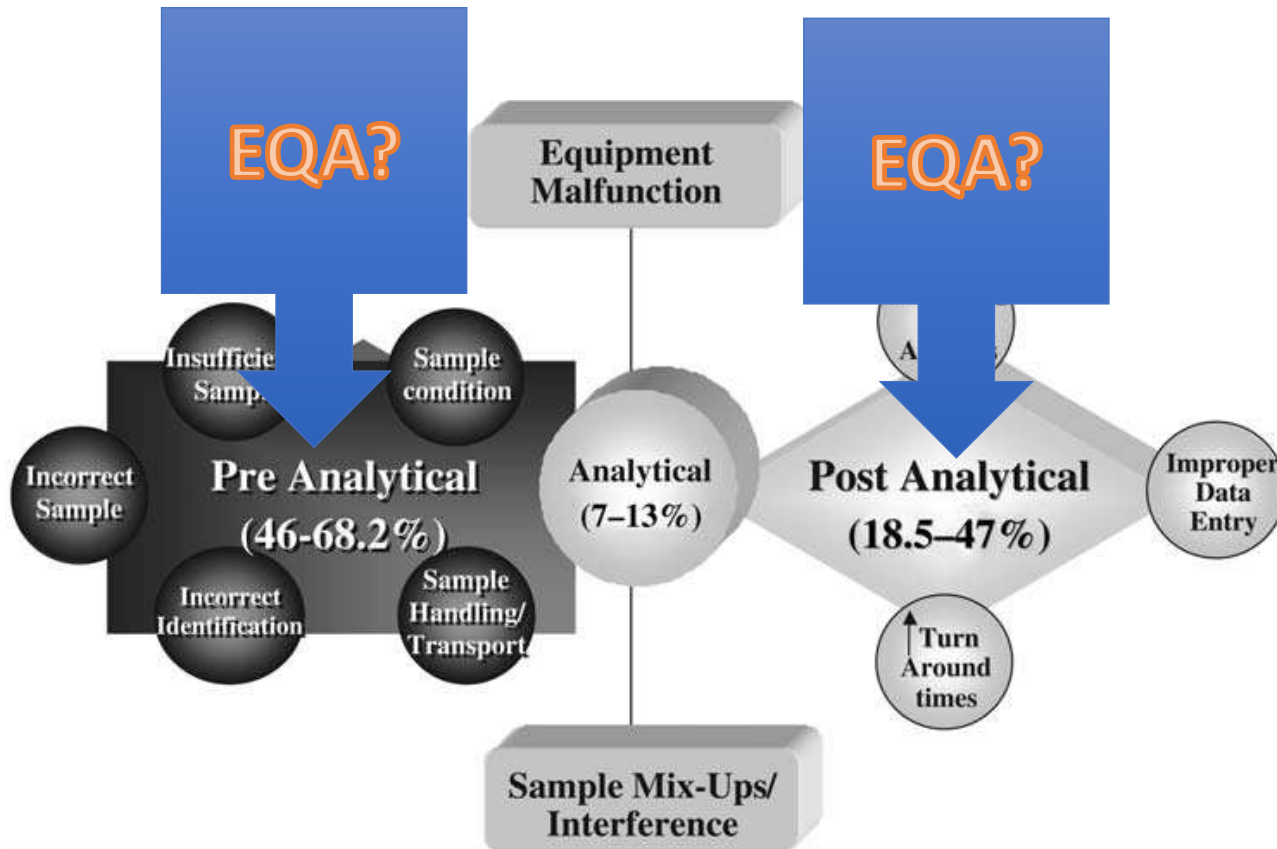 EQA?
EQA?
Equipment
Malfunction
Sample
condition
Incorrect
Sample
Pre Analytical
(46-68.2%)
Incorrect
Identification
Sample
Handling/
Transport
Analytical
(7–13%)
Post Analytical
(18.5–47%)
Improper
Data
Entry
Turn
Around
times
Sample Mix-Ups/
Interference